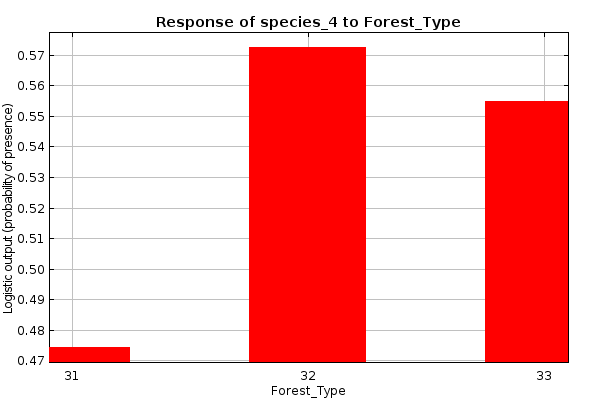 Response of species_4 to Forest_Type
Logistic output (probability of presence)
0.57
0.56
0.55
0.54
0.53
0.52
0.51
0.50
0.49
0.48
0.47
31 32 33
Forest_Type